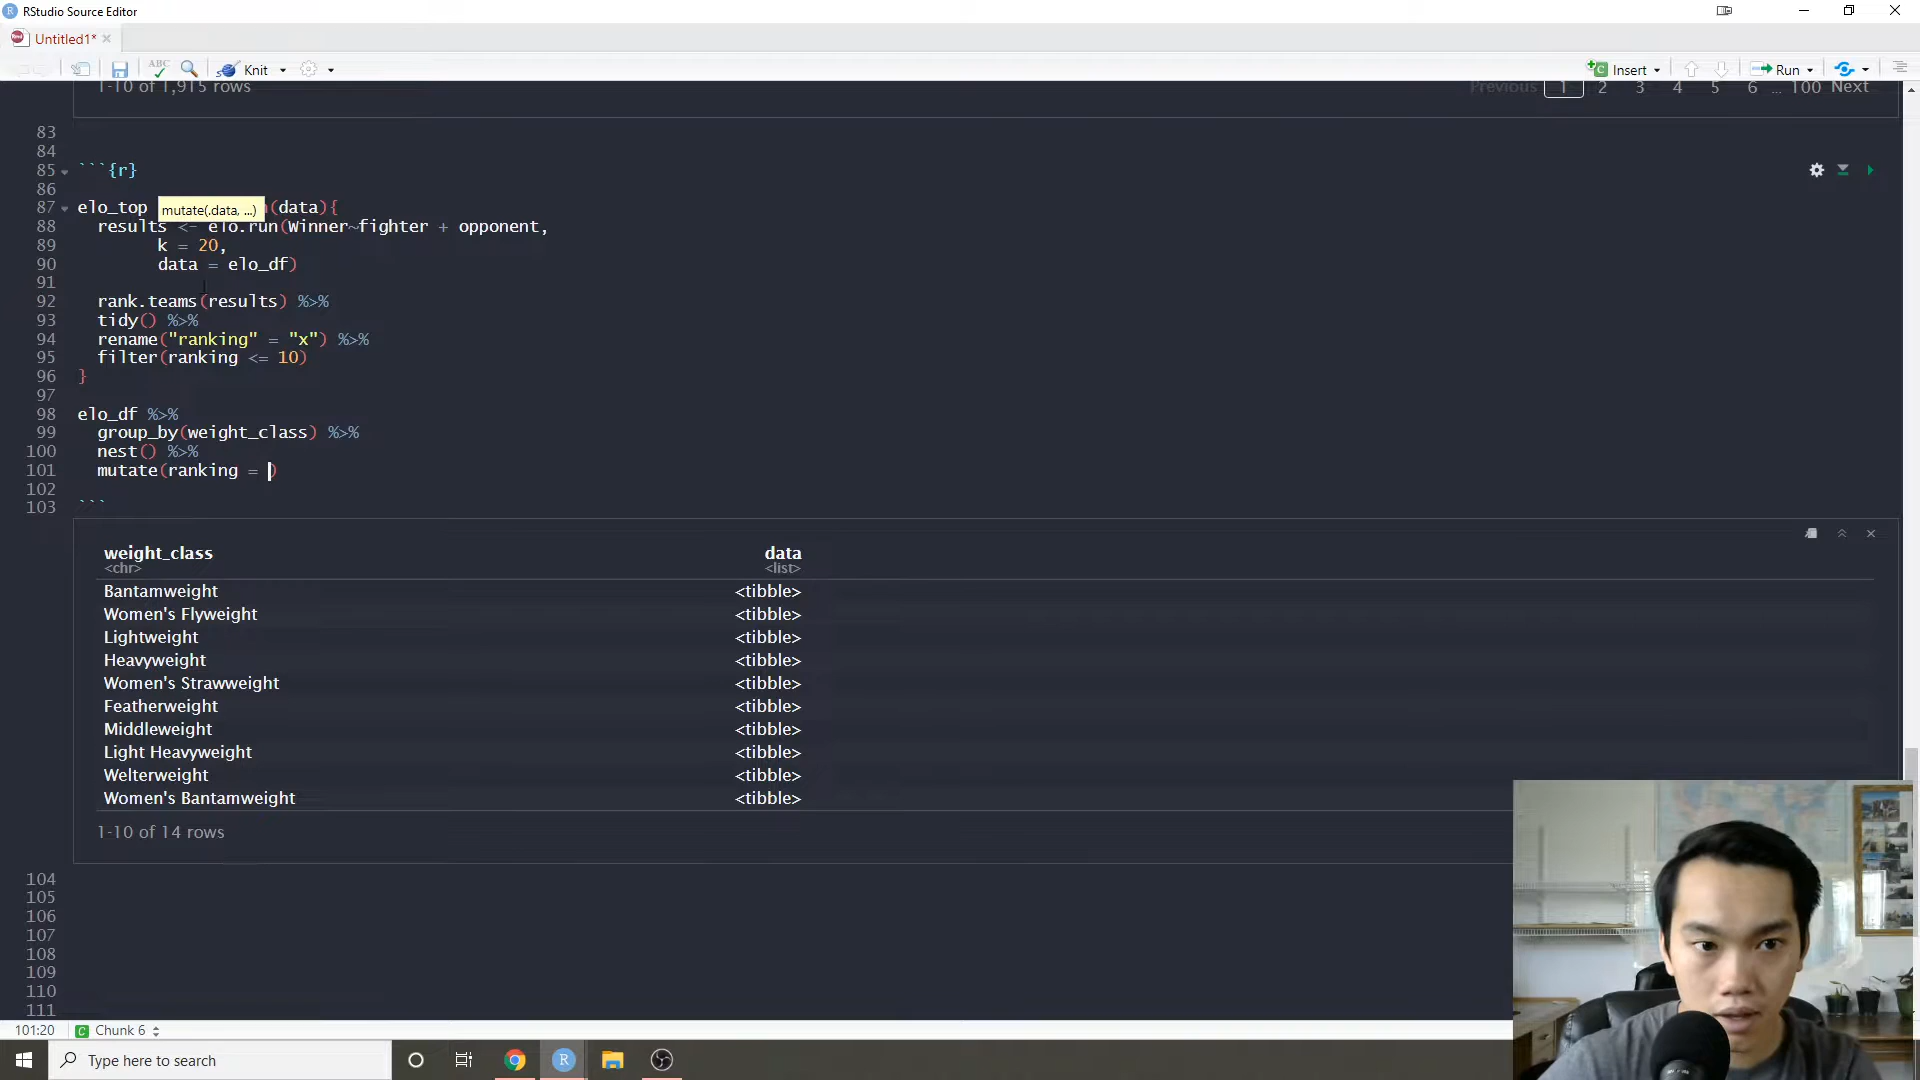 RStudio Source Editor
Untitled1*
ABC
Knit
Insert
Run
1-10 of 1,915 rows
Previous 1 2 3 4 5 6 ... 100 Next
83
84
85 ```{r}
86
87 elo_top (data){
mutate(.data, ...)
88 results <- elo.run(Winner~fighter + opponent,
89 k = 20,
90 data = elo_df)
91
92 rank.teams(results) %>%
93 tidy() %>%
94 rename("ranking" = "x") %>%
95 filter(ranking <= 10)
96 }
97
98 elo_df %>%
99 group_by(weight_class) %>%
100 nest() %>%
101 mutate(ranking = )
102
103 ```
weight_class data
<chr> <list>
Bantamweight <tibble>
Women's Flyweight <tibble>
Lightweight <tibble>
Heavyweight <tibble>
Women's Strawweight <tibble>
Featherweight <tibble>
Middleweight <tibble>
Light Heavyweight <tibble>
Welterweight <tibble>
Women's Bantamweight <tibble>
1-10 of 14 rows
104
105
106
107
108
109
110
111
101:20 C Chunk 6
Type here to search
R